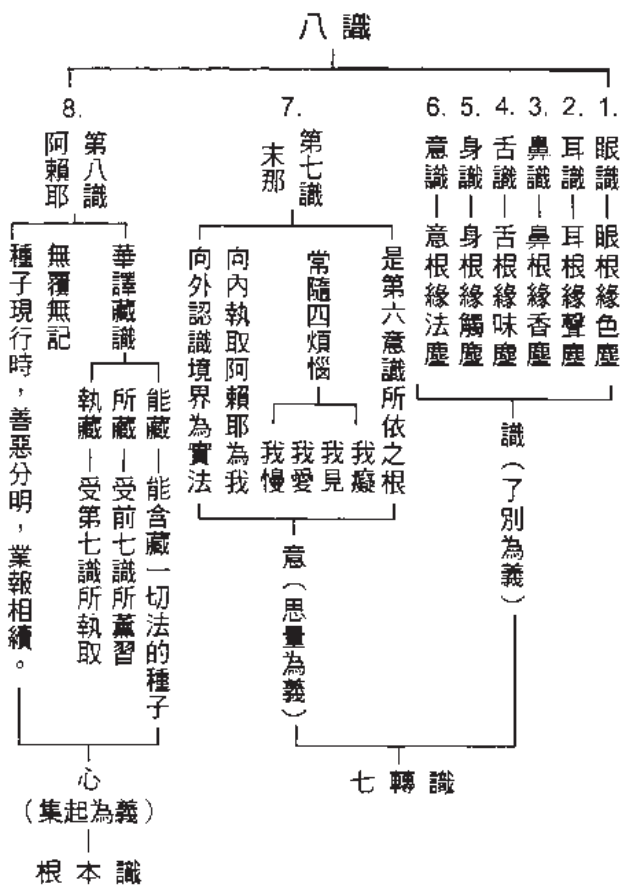 八識
1.
眼識
眼根緣色塵
2.
耳識
耳根緣聲塵
3.
鼻識
鼻根緣香塵
4.
舌識
舌根緣味塵
5.
身識
身根緣觸塵
6.
意識
意根緣法塵
識（了別為義）
7.
第七識
末那
是第六意識所依之根
常隨四煩惱
我癡
我見
我愛
我慢
向內執取阿賴耶為我
向外認識境界為實法
意（思量為義）
七轉識
8.
第八識
阿賴耶
華譯藏識
能藏
能含藏一切法的種子
所藏
受前七識所薰習
執藏
受第七識所執取
無覆無記
種子現行時，善惡分明，業報相續。
心
（集起為義）
根本識